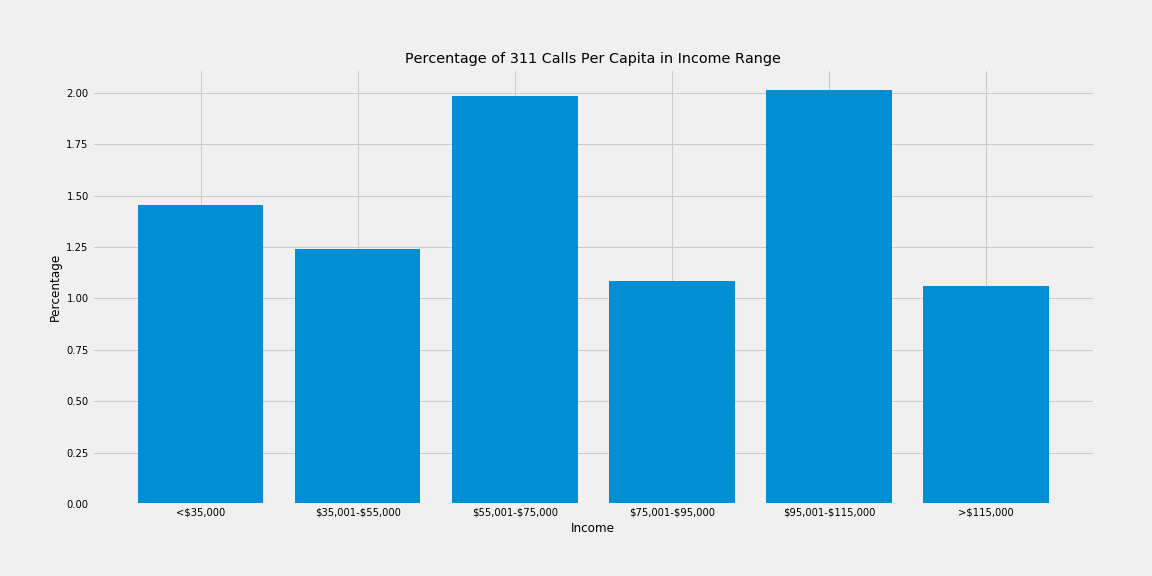 Percentage of 311 Calls Per Capita in Income Range
2.00
1.75
1.50
1.25
1.00
0.75
0.50
0.25
0.00
Percentage
<$35,000 $35,001-$55,000 $55,001-$75,000 $75,001-$95,000 $95,001-$115,000 >$115,000
Income